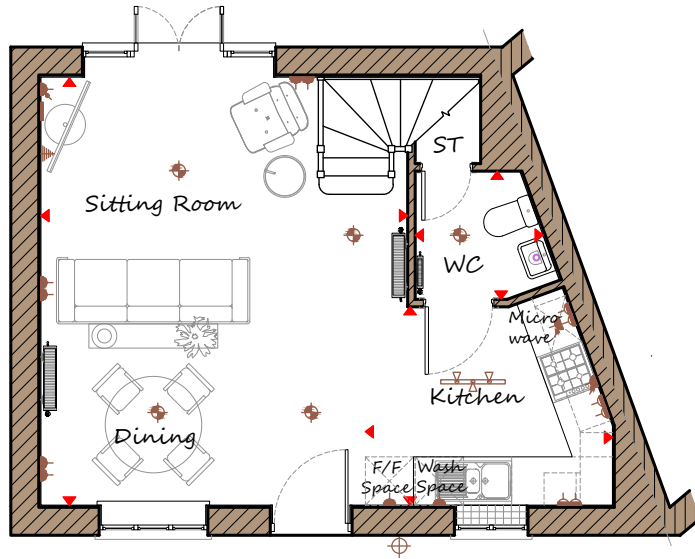 ST
Sitting Room
WC
Micro
wave
Kitchen
Dining
F/F
Space
Wash
Space